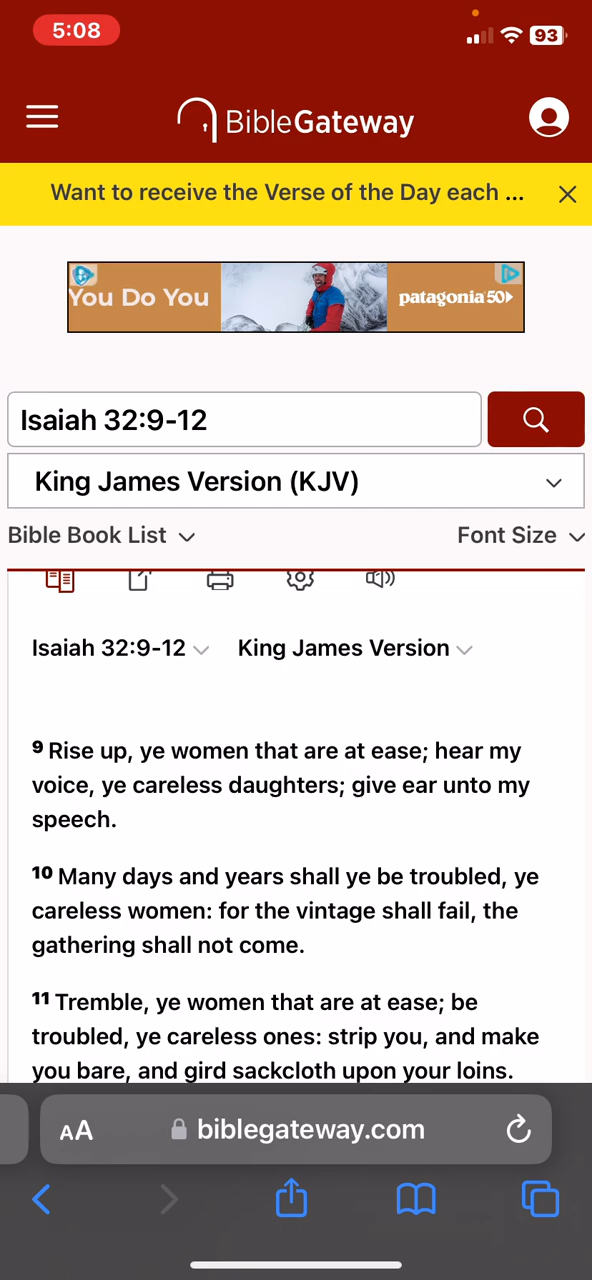 5:08
93
BibleGateway
Want to receive the Verse of the Day each ...
You Do You
patagonia 50
Isaiah 32:9-12
King James Version (KJV)
Bible Book List
Font Size
Isaiah 32:9-12 King James Version
9 Rise up, ye women that are at ease; hear my
voice, ye careless daughters; give ear unto my
speech.
10 Many days and years shall ye be troubled, ye
careless women: for the vintage shall fail, the
gathering shall not come.
11 Tremble, ye women that are at ease; be
troubled, ye careless ones: strip you, and make
you bare, and gird sackcloth upon your loins.
AA biblegateway.com